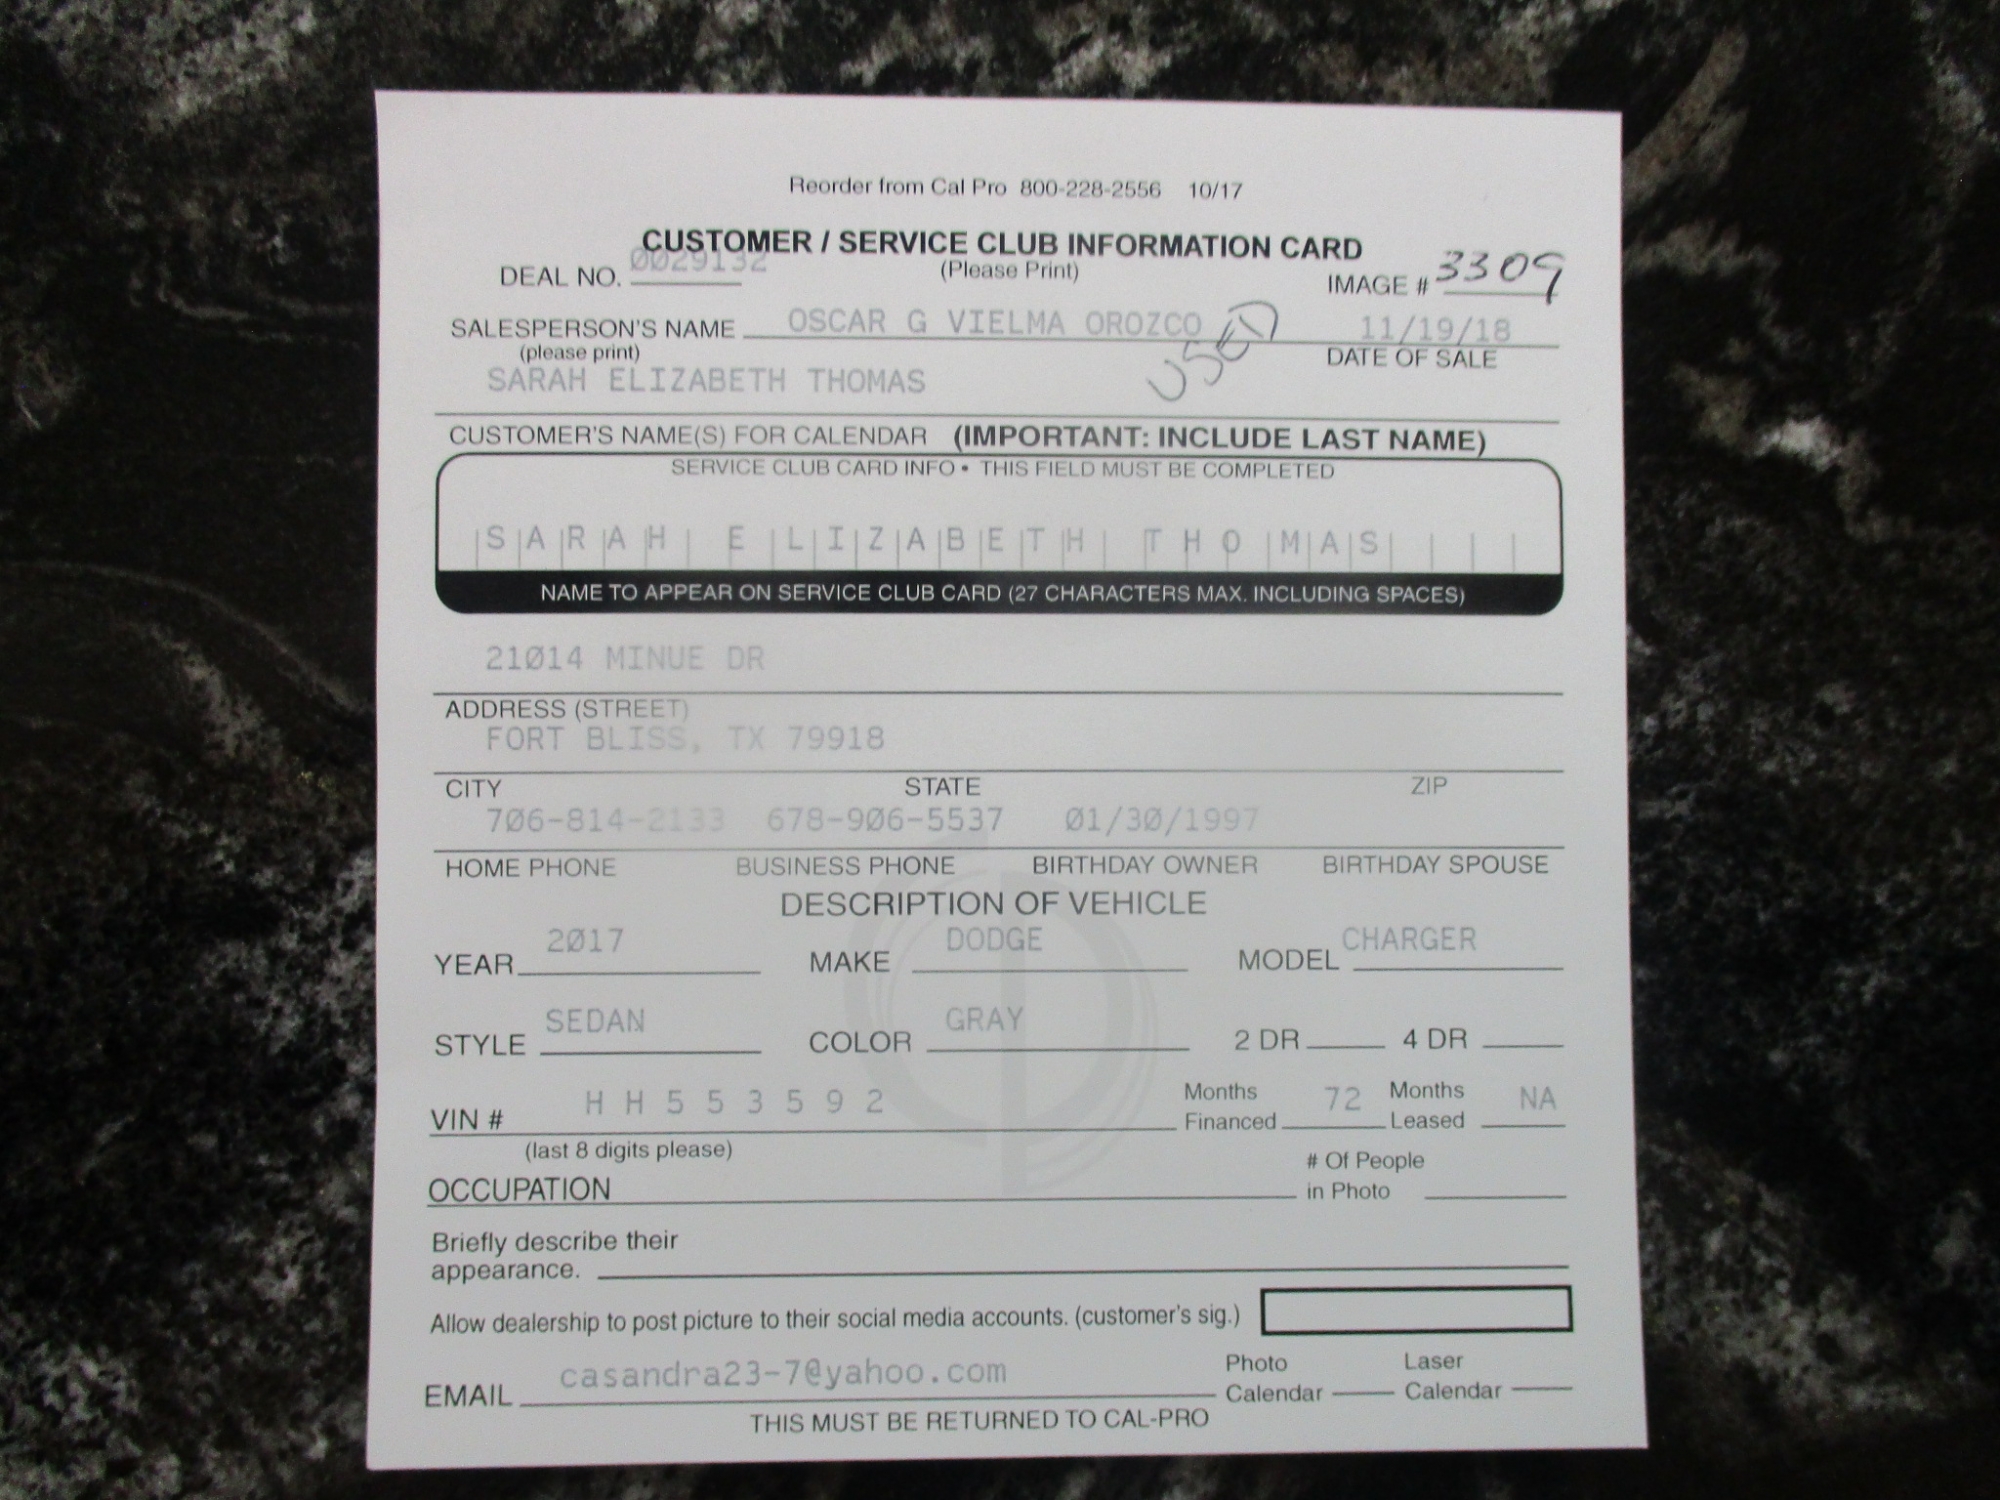 Reorder from Cal Pro 800-228-2556 10/17
CUSTOMER / SERVICE CLUB INFORMATION CARD
DEAL NO. 0029132 (Please Print) IMAGE # 3309
SALESPERSON'S NAME OSCAR G VIELMA OROZCO USED 11/19/18
(please print) DATE OF SALE
SARAH ELIZABETH THOMAS
CUSTOMER'S NAME(S) FOR CALENDAR (IMPORTANT: INCLUDE LAST NAME)
SERVICE CLUB CARD INFO • THIS FIELD MUST BE COMPLETED
SARAH ELIZABETH THOMAS
NAME TO APPEAR ON SERVICE CLUB CARD (27 CHARACTERS MAX. INCLUDING SPACES)
21014 MINUE DR
ADDRESS (STREET)
FORT BLISS, TX 79918
CITY STATE ZIP
706-814-2133 678-906-5537 01/30/1997
HOME PHONE BUSINESS PHONE BIRTHDAY OWNER BIRTHDAY SPOUSE
DESCRIPTION OF VEHICLE
YEAR 2017 MAKE DODGE MODEL CHARGER
STYLE SEDAN COLOR GRAY 2 DR 4 DR
VIN # HH553592 Months Financed 72 Months Leased NA
(last 8 digits please)
OCCUPATION # Of People in Photo
Briefly describe their
appearance.
Allow dealership to post picture to their social media accounts. (customer's sig.)
EMAIL casandra23-7@yahoo.com Photo Calendar Laser Calendar
THIS MUST BE RETURNED TO CAL-PRO